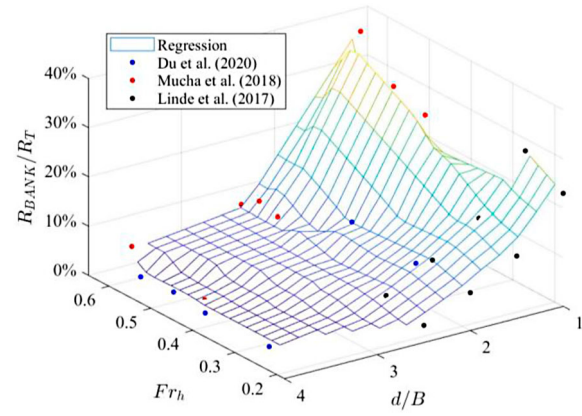 Regression
Du et al. (2020)
Mucha et al. (2018)
Linde et al. (2017)
40%
30%
20%
10%
0%
R_BANK/R_T
0.6
0.5
0.4
0.3
0.2
Fr_h
4
3
2
1
d/B